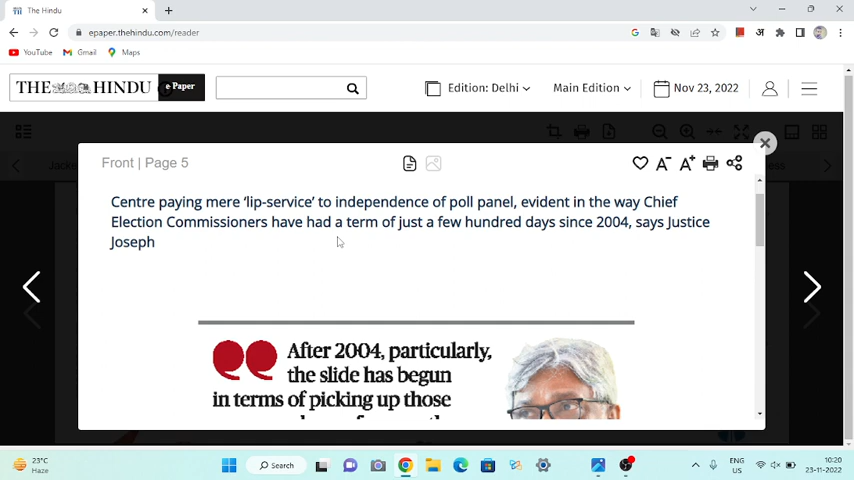 The Hindu
epaper.thehindu.com/reader
YouTube
Gmail
Maps
THE HINDU
e Paper
Edition: Delhi
Main Edition
Nov 23, 2022
Front | Page 5
A−
A+
Centre paying mere ‘lip-service’ to independence of poll panel, evident in the way Chief
Election Commissioners have had a term of just a few hundred days since 2004, says Justice
Joseph
After 2004, particularly,
the slide has begun
in terms of picking up those
23°C
Haze
Search
ENG
US
10:20
23-11-2022